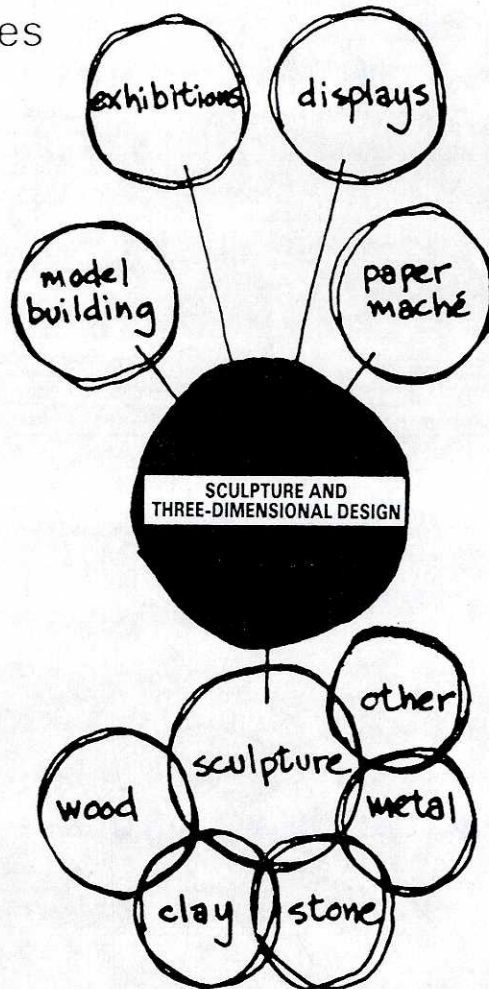 es
exhibitions
displays
model
building
paper
maché
SCULPTURE AND
THREE-DIMENSIONAL DESIGN
sculpture
other
wood
metal
clay
stone